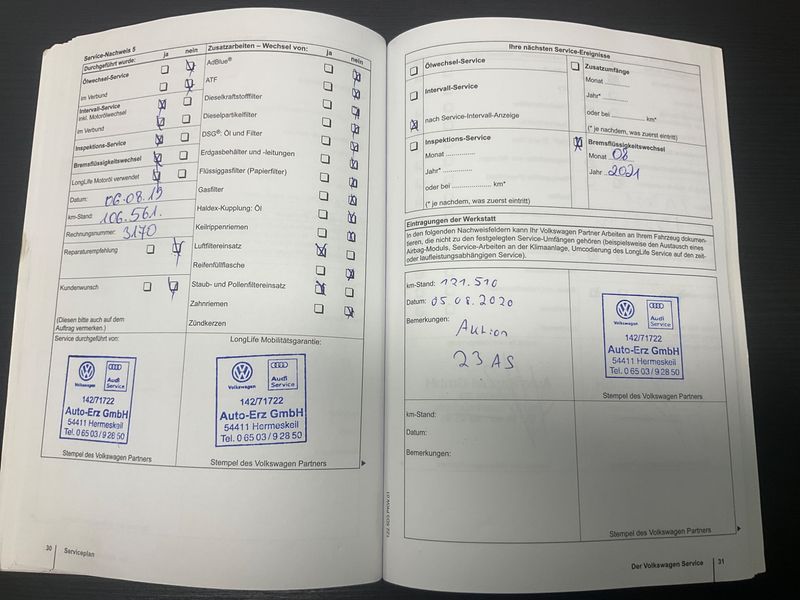 Service-Nachweis 5
ja nein
Durchgeführt wurde:
Ölwechsel-Service
im Verbund
Intervall-Service
inkl. Motorölwechsel
im Verbund
Inspektions-Service
Bremsflüssigkeitswechsel
LongLife Motoröl verwendet
Datum: 06.08.19
km-Stand: 106.561.
Rechnungsnummer: 3170
Reparaturempfehlung
Kundenwunsch
(Diesen bitte auch auf dem
Auftrag vermerken.)
Zusatzarbeiten – Wechsel von:
ja nein
AdBlue®
ATF
Dieselkraftstofffilter
Dieselpartikelfilter
DSG®: Öl und Filter
Erdgasbehälter und -leitungen
Flüssiggasfilter (Papierfilter)
Gasfilter
Haldex-Kupplung: Öl
Keilrippenriemen
Luftfiltereinsatz
Reifenfüllflasche
Staub- und Pollenfiltereinsatz
Zahnriemen
Zündkerzen
Service durchgeführt von:
Volkswagen
Audi
Service
142/71722
Auto-Erz GmbH
54411 Hermeskeil
Tel. 0 65 03 / 9 28 50
Stempel des Volkswagen Partners
LongLife Mobilitätsgarantie:
Volkswagen
Audi
Service
142/71722
Auto-Erz GmbH
54411 Hermeskeil
Tel. 0 65 03 / 9 28 50
Stempel des Volkswagen Partners
30 Serviceplan
Ihre nächsten Service-Ereignisse
Ölwechsel-Service
Intervall-Service
nach Service-Intervall-Anzeige
Inspektions-Service
Monat ............
Jahr* ............
oder bei ............ km*
(* je nachdem, was zuerst eintritt)
Zusatzumfänge
Monat ......
Jahr* ......
oder bei ............ km*
(* je nachdem, was zuerst eintritt)
Bremsflüssigkeitswechsel
Monat 08
Jahr 2021
Eintragungen der Werkstatt
In den folgenden Nachweisfeldern kann Ihr Volkswagen Partner Arbeiten an Ihrem Fahrzeug dokumen-
tieren, die nicht zu den festgelegten Service-Umfängen gehören (beispielsweise den Austausch eines
Airbag-Moduls, Service-Arbeiten an der Klimaanlage, Umcodierung des LongLife Service auf den zeit-
oder laufleistungsabhängigen Service).
km-Stand: 121.510
Datum: 05.08.2020
Bemerkungen: Aktion
23 AS
Volkswagen
Audi
Service
142/71722
Auto-Erz GmbH
54411 Hermeskeil
Tel. 0 65 03 / 9 28 50
Stempel des Volkswagen Partners
km-Stand:
Datum:
Bemerkungen:
Stempel des Volkswagen Partners
Der Volkswagen Service 31